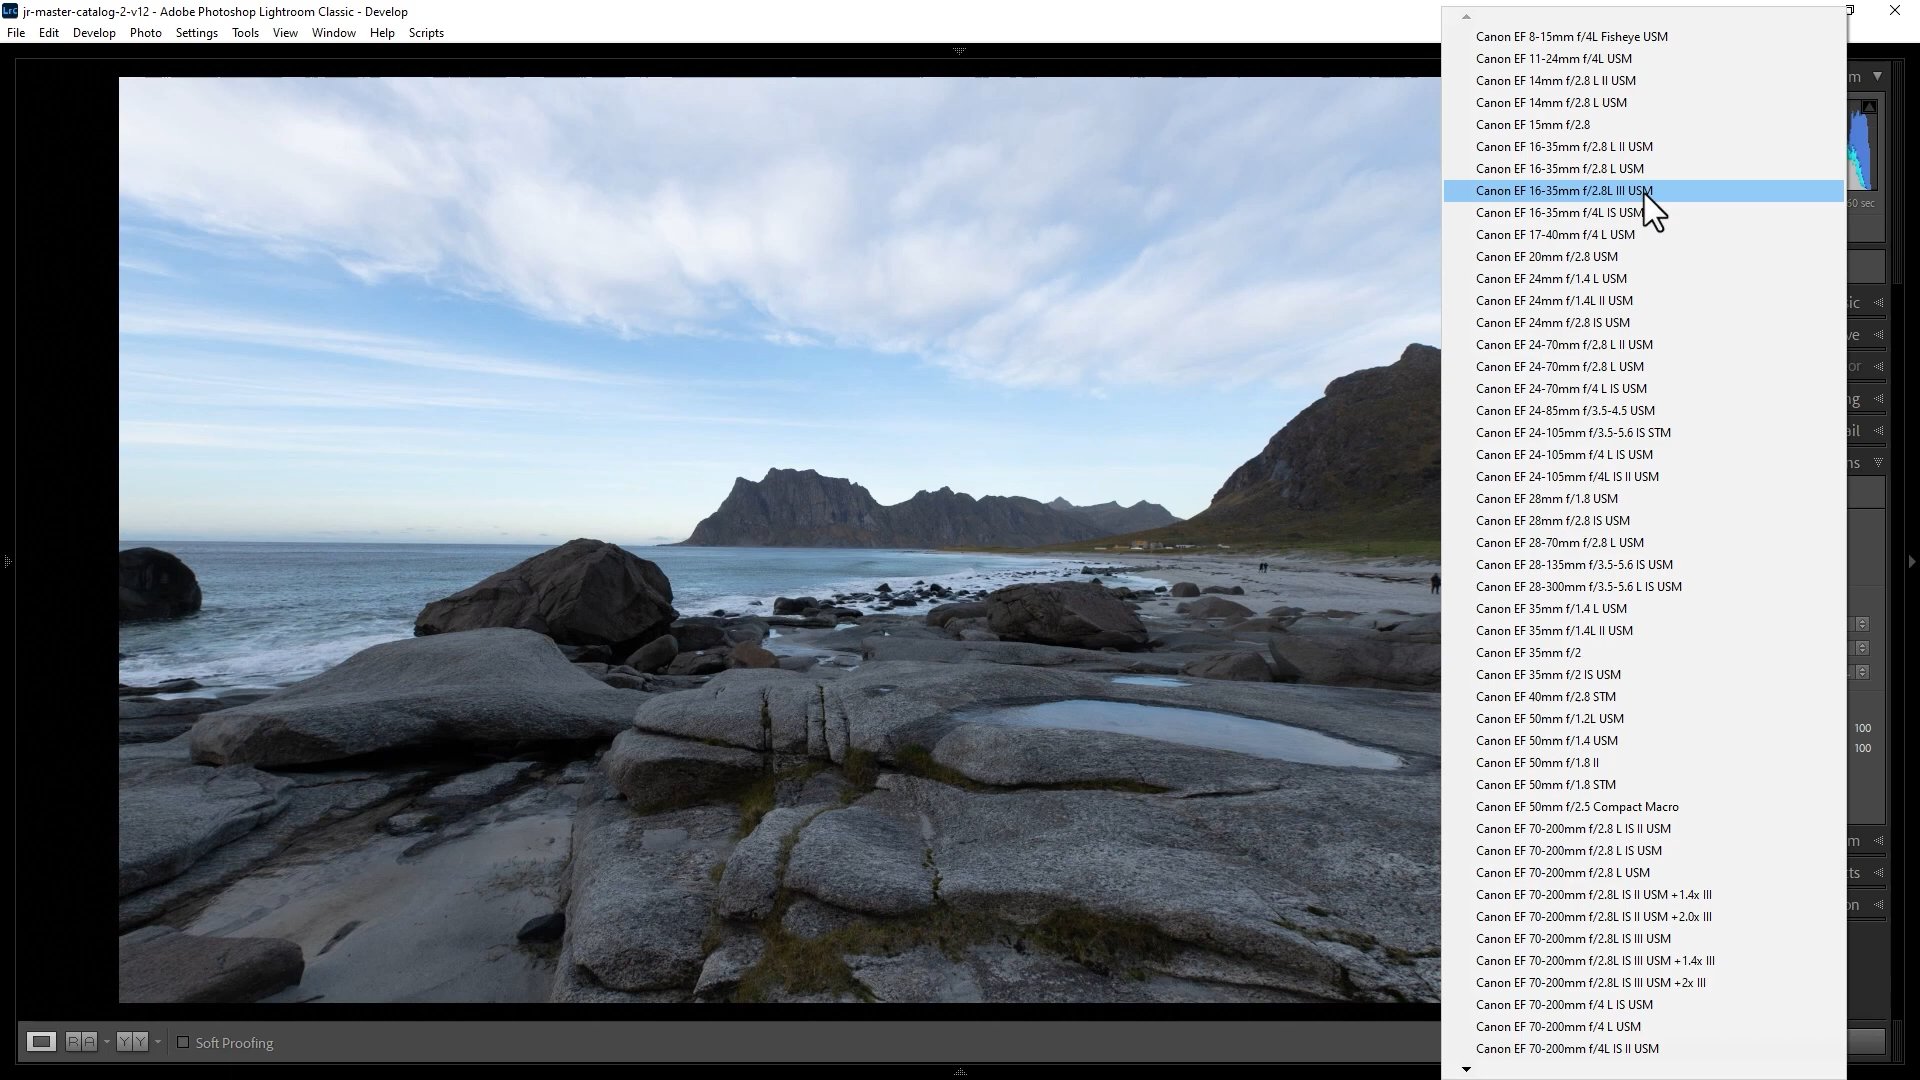 jr-master-catalog-2-v12 - Adobe Photoshop Lightroom Classic - Develop
File Edit Develop Photo Settings Tools View Window Help Scripts
Canon EF 8-15mm f/4L Fisheye USM
Canon EF 11-24mm f/4L USM
Canon EF 14mm f/2.8 L II USM
Canon EF 14mm f/2.8 L USM
Canon EF 15mm f/2.8
Canon EF 16-35mm f/2.8 L II USM
Canon EF 16-35mm f/2.8 L USM
Canon EF 16-35mm f/2.8L III USM
Canon EF 16-35mm f/4L IS USM
Canon EF 17-40mm f/4 L USM
Canon EF 20mm f/2.8 USM
Canon EF 24mm f/1.4 L USM
Canon EF 24mm f/1.4L II USM
Canon EF 24mm f/2.8 IS USM
Canon EF 24-70mm f/2.8 L II USM
Canon EF 24-70mm f/2.8 L USM
Canon EF 24-70mm f/4 L IS USM
Canon EF 24-85mm f/3.5-4.5 USM
Canon EF 24-105mm f/3.5-5.6 IS STM
Canon EF 24-105mm f/4 L IS USM
Canon EF 24-105mm f/4L IS II USM
Canon EF 28mm f/1.8 USM
Canon EF 28mm f/2.8 IS USM
Canon EF 28-70mm f/2.8 L USM
Canon EF 28-135mm f/3.5-5.6 IS USM
Canon EF 28-300mm f/3.5-5.6 L IS USM
Canon EF 35mm f/1.4 L USM
Canon EF 35mm f/1.4L II USM
Canon EF 35mm f/2
Canon EF 35mm f/2 IS USM
Canon EF 40mm f/2.8 STM
Canon EF 50mm f/1.2L USM
Canon EF 50mm f/1.4 USM
Canon EF 50mm f/1.8 II
Canon EF 50mm f/1.8 STM
Canon EF 50mm f/2.5 Compact Macro
Canon EF 70-200mm f/2.8 L IS II USM
Canon EF 70-200mm f/2.8 L IS USM
Canon EF 70-200mm f/2.8 L USM
Canon EF 70-200mm f/2.8L IS II USM +1.4x III
Canon EF 70-200mm f/2.8L IS II USM +2.0x III
Canon EF 70-200mm f/2.8L IS III USM
Canon EF 70-200mm f/2.8L IS III USM +1.4x III
Canon EF 70-200mm f/2.8L IS III USM +2x III
Canon EF 70-200mm f/4 L IS USM
Canon EF 70-200mm f/4 L USM
Canon EF 70-200mm f/4L IS II USM
m
60 sec
ic
ve
or
ng
ail
ns
100
100
m
cts
on
R A
Y Y
Soft Proofing
Lrc